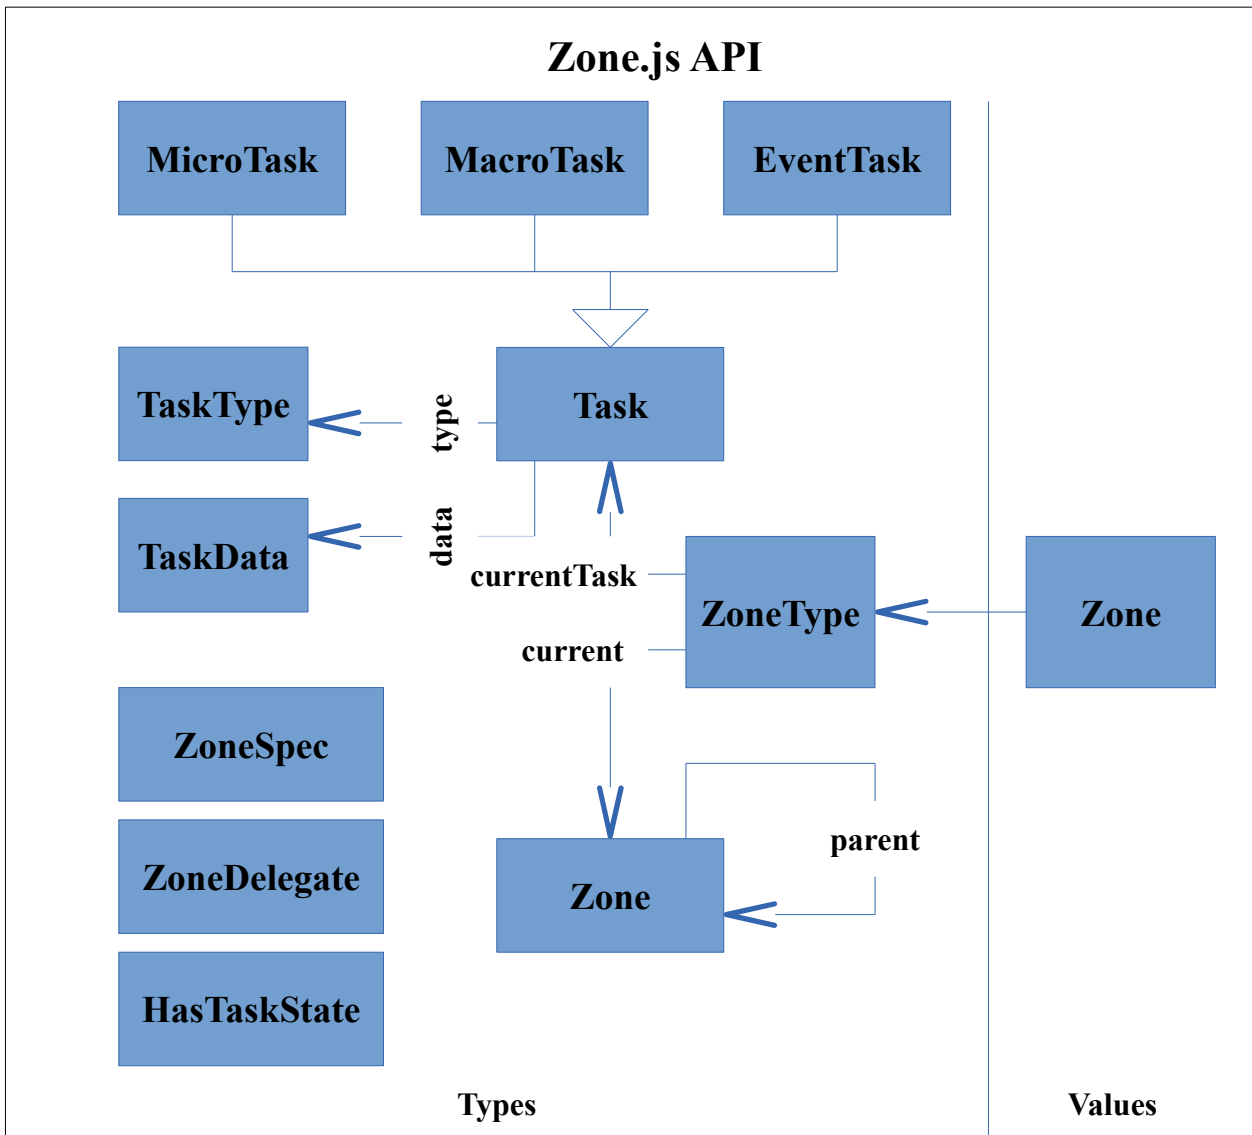 Zone.js API
MicroTask
MacroTask
EventTask
TaskType
type
Task
TaskData
data
currentTask
current
ZoneType
Zone
ZoneSpec
ZoneDelegate
Zone
parent
HasTaskState
Types
Values